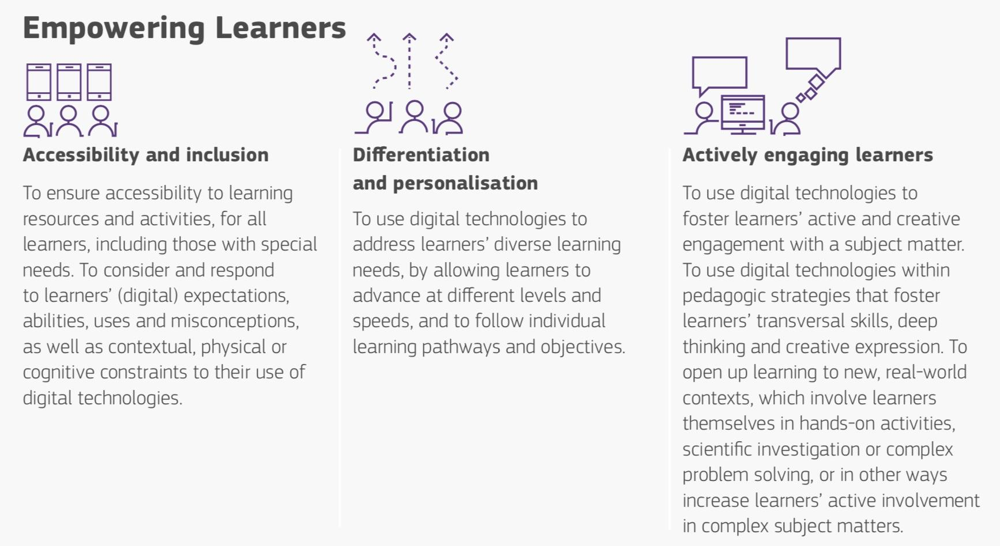 Empowering Learners
Accessibility and inclusion
To ensure accessibility to learning
resources and activities, for all
learners, including those with special
needs. To consider and respond
to learners’ (digital) expectations,
abilities, uses and misconceptions,
as well as contextual, physical or
cognitive constraints to their use of
digital technologies.
Differentiation
and personalisation
To use digital technologies to
address learners’ diverse learning
needs, by allowing learners to
advance at different levels and
speeds, and to follow individual
learning pathways and objectives.
Actively engaging learners
To use digital technologies to
foster learners’ active and creative
engagement with a subject matter.
To use digital technologies within
pedagogic strategies that foster
learners’ transversal skills, deep
thinking and creative expression. To
open up learning to new, real-world
contexts, which involve learners
themselves in hands-on activities,
scientific investigation or complex
problem solving, or in other ways
increase learners’ active involvement
in complex subject matters.